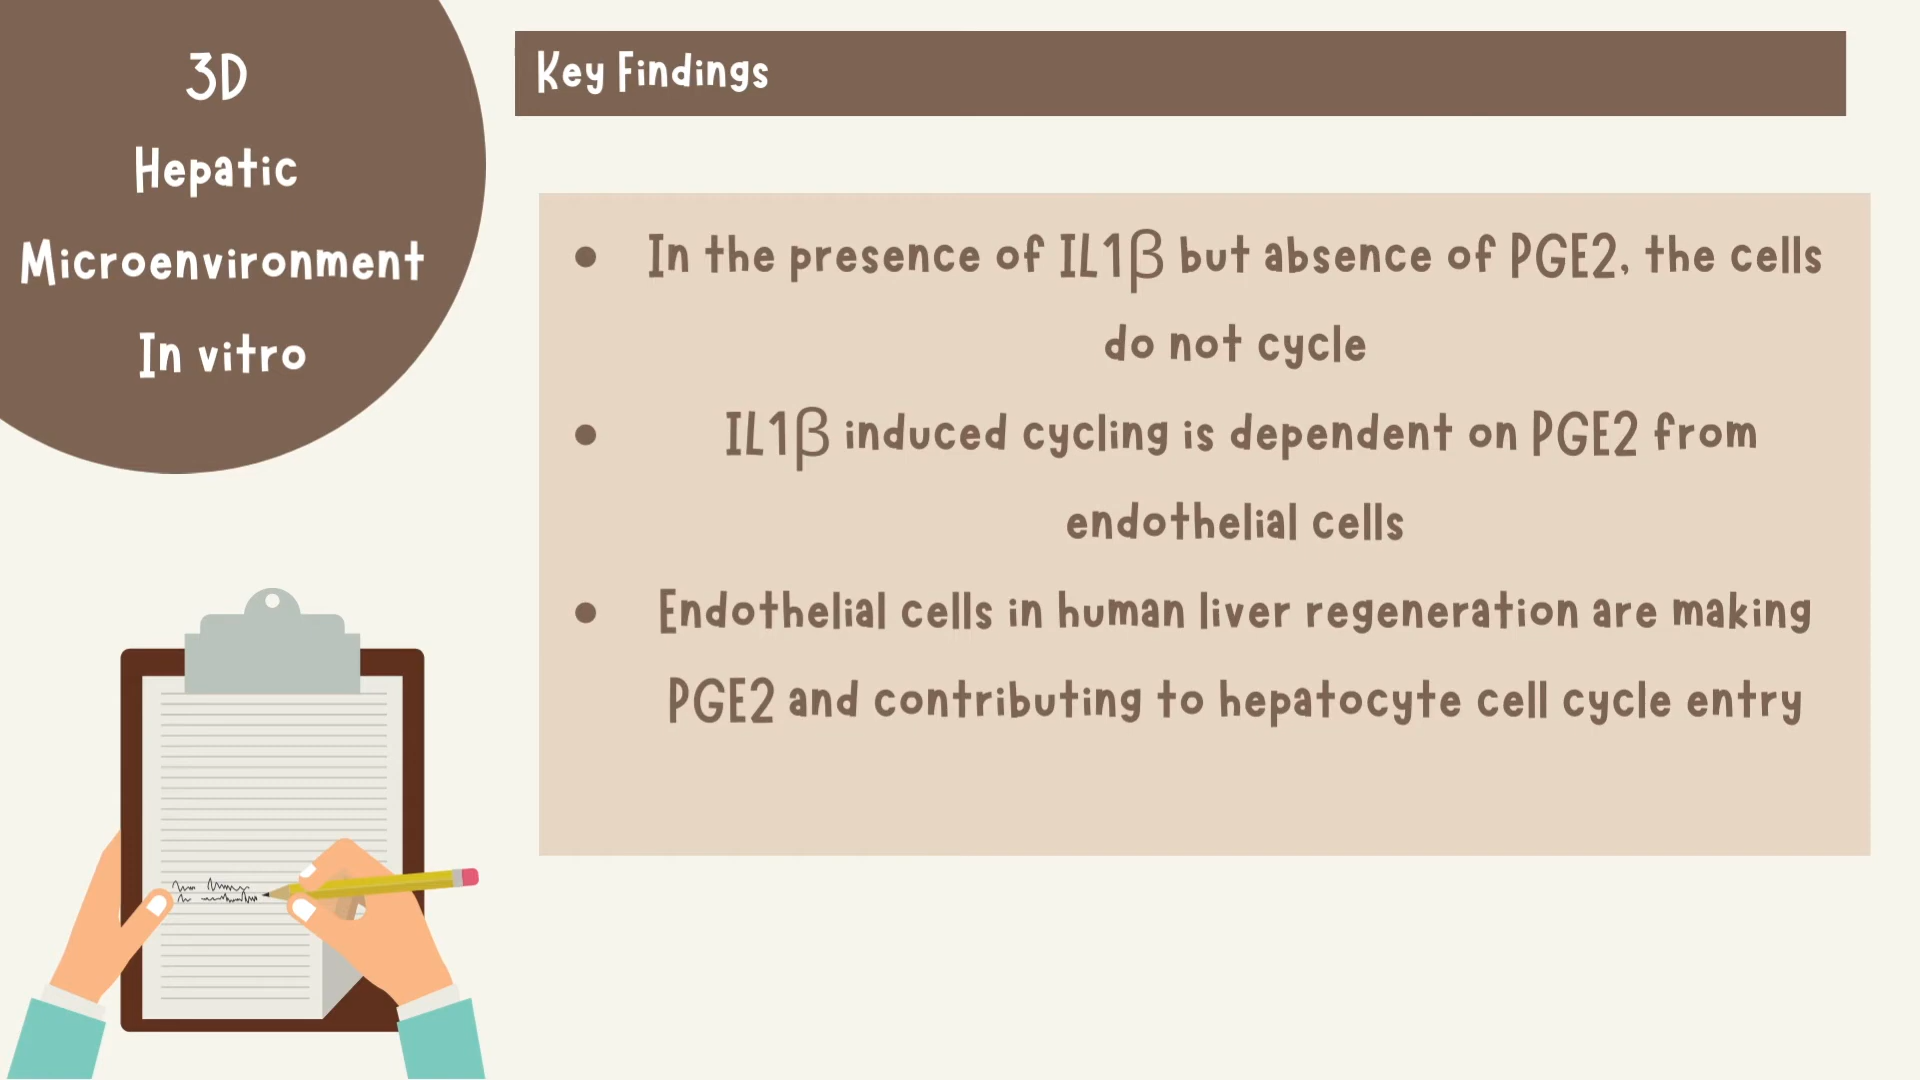 3D
Hepatic
Microenvironment
In vitro
Key Findings
• In the presence of IL1β but absence of PGE2, the cells
do not cycle
• IL1β induced cycling is dependent on PGE2 from
endothelial cells
• Endothelial cells in human liver regeneration are making
PGE2 and contributing to hepatocyte cell cycle entry